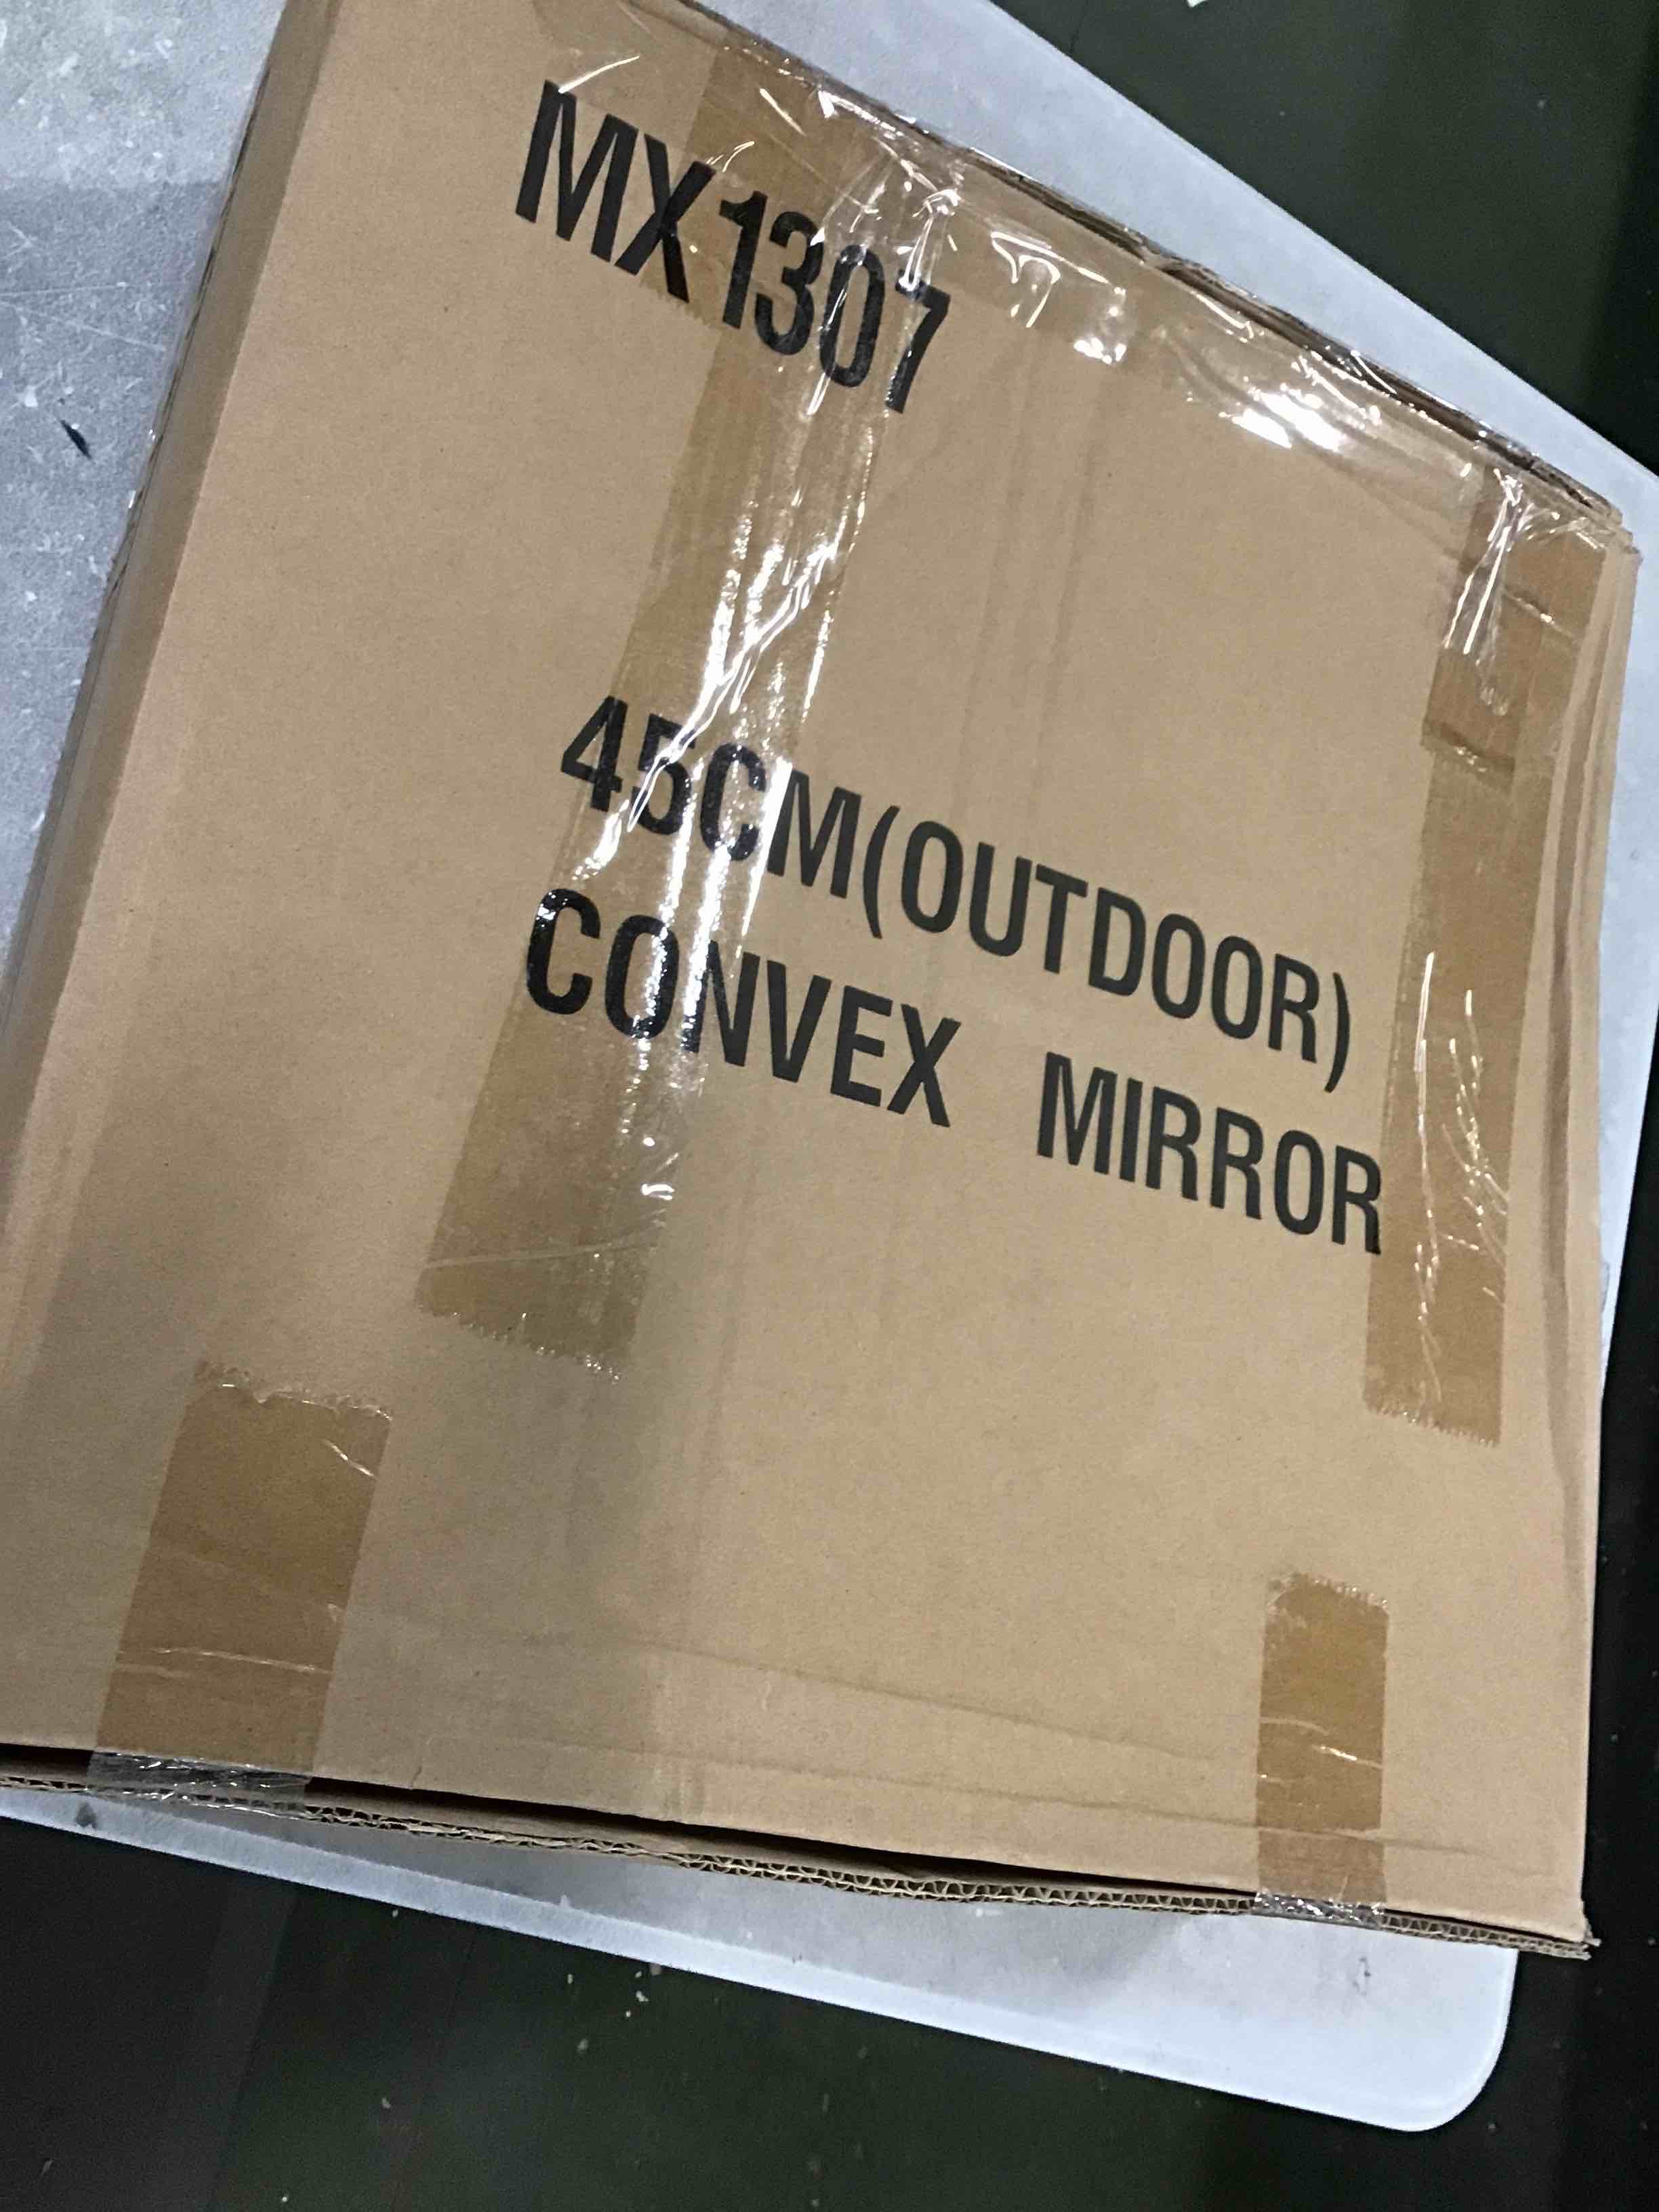 MX1307
45CM(OUTDOOR)
CONVEX MIRROR